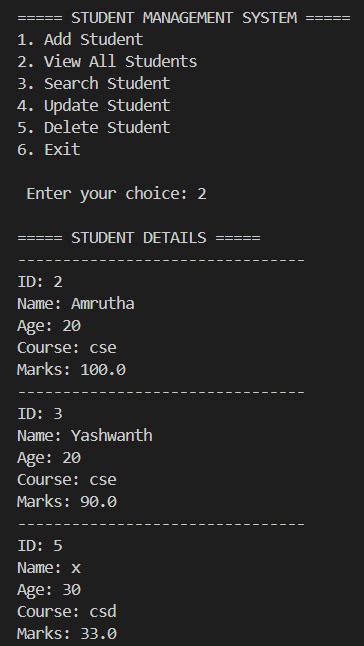 ===== STUDENT MANAGEMENT SYSTEM =====
1. Add Student
2. View All Students
3. Search Student
4. Update Student
5. Delete Student
6. Exit
Enter your choice: 2
===== STUDENT DETAILS =====
--------------------------------
ID: 2
Name: Amrutha
Age: 20
Course: cse
Marks: 100.0
--------------------------------
ID: 3
Name: Yashwanth
Age: 20
Course: cse
Marks: 90.0
--------------------------------
ID: 5
Name: x
Age: 30
Course: csd
Marks: 33.0